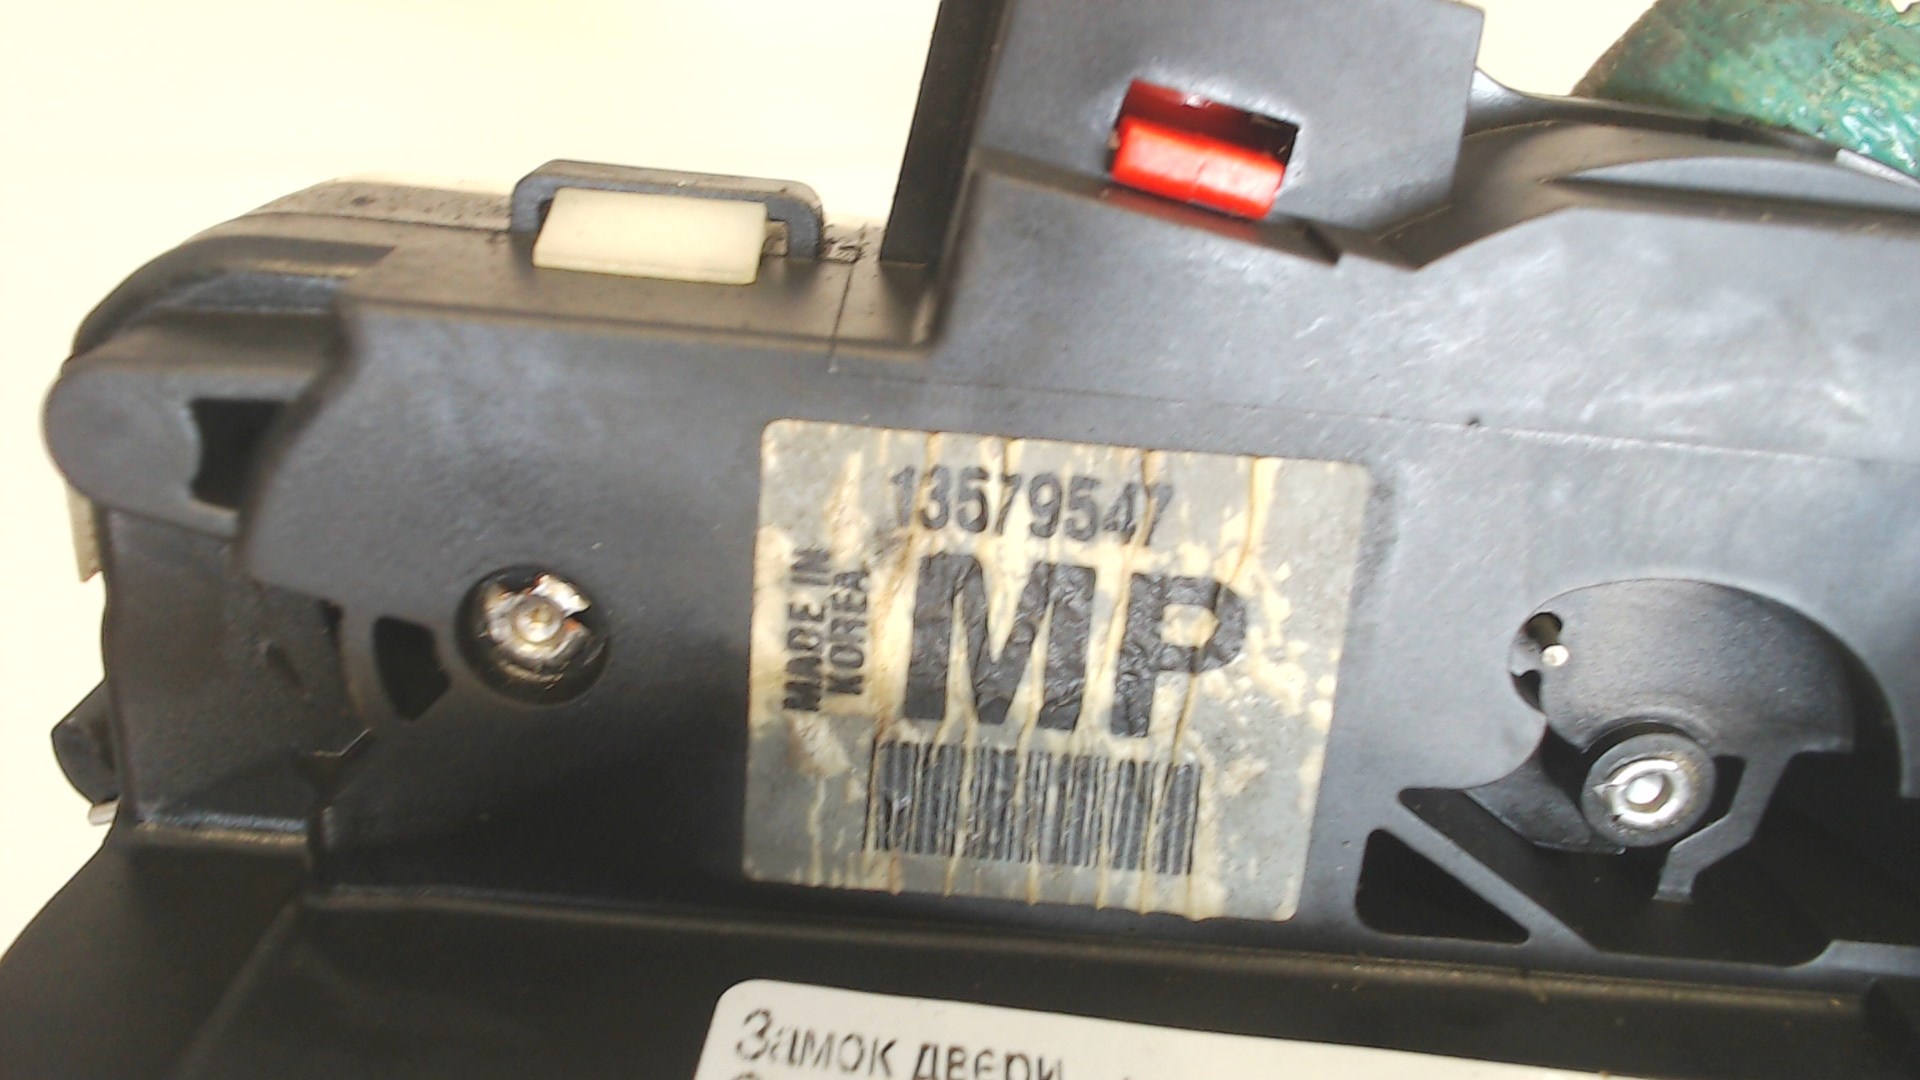 13579547
MADE IN
KOREA
MP
Замок двери